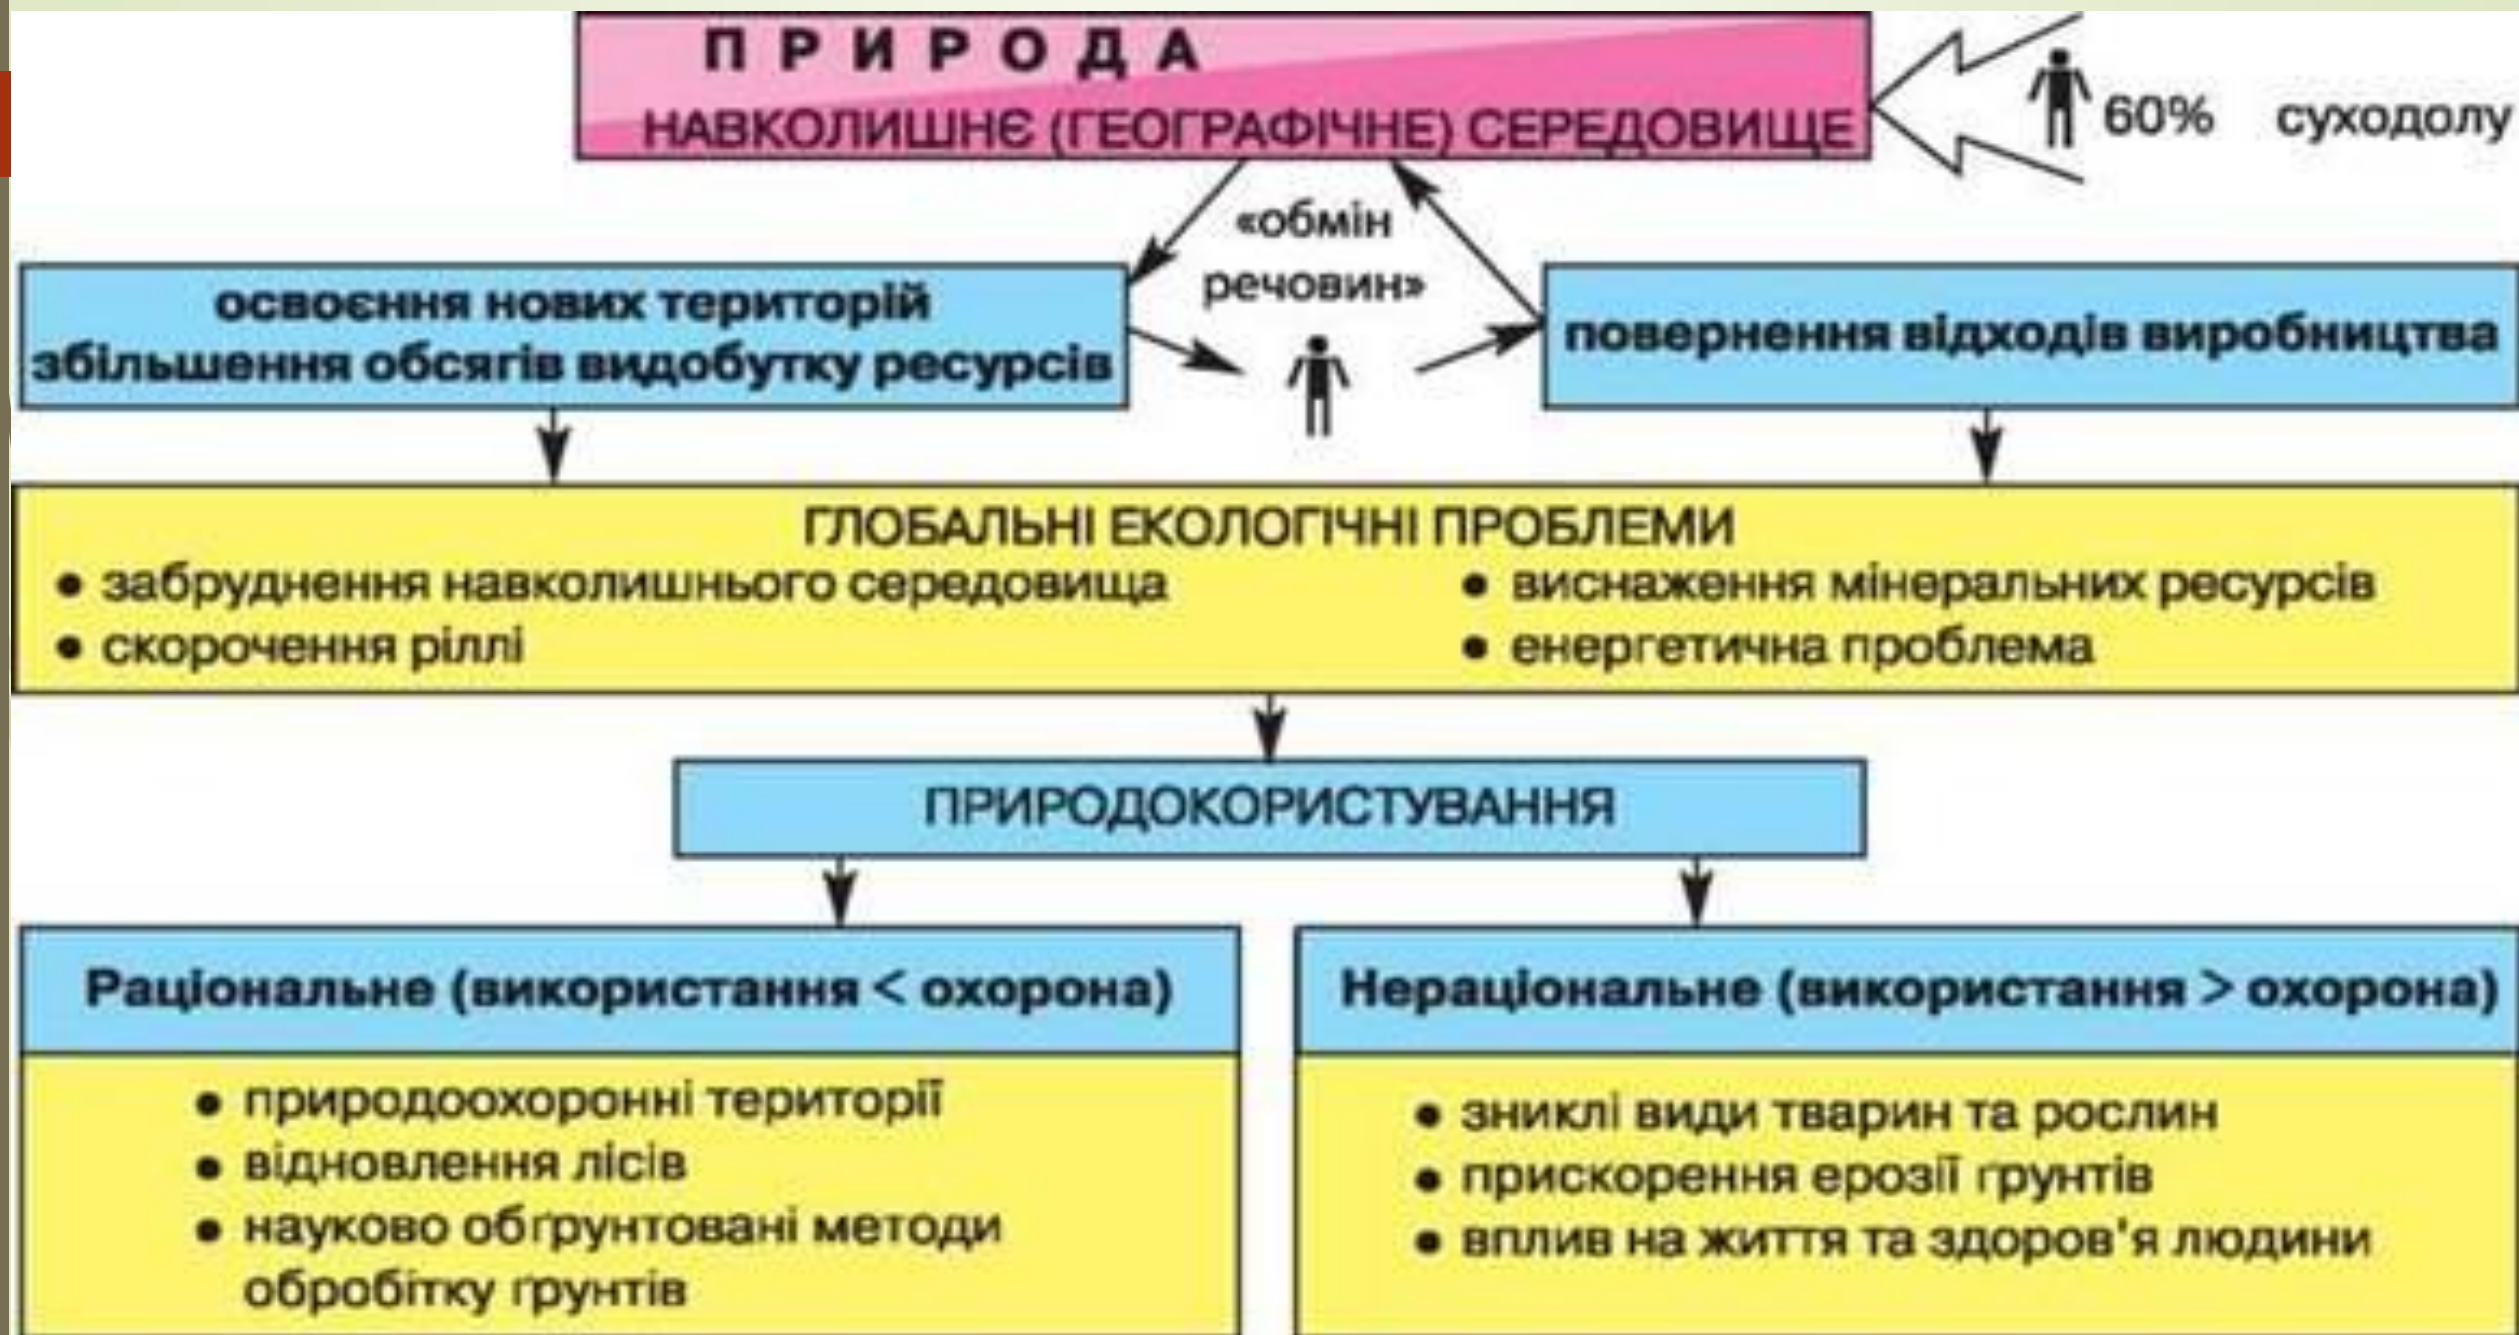 ПРИРОДА
НАВКОЛИШНЄ (ГЕОГРАФІЧНЕ) СЕРЕДОВИЩЕ
60% суходолу
«обмін
речовин»
освоєння нових територій
збільшення обсягів видобутку ресурсів
повернення відходів виробництва
ГЛОБАЛЬНІ ЕКОЛОГІЧНІ ПРОБЛЕМИ
• забруднення навколишнього середовища
• скорочення ріллі
• виснаження мінеральних ресурсів
• енергетична проблема
ПРИРОДОКОРИСТУВАННЯ
Раціональне (використання < охорона)
• природоохоронні території
• відновлення лісів
• науково обґрунтовані методи
обробітку ґрунтів
Нераціональне (використання > охорона)
• зниклі види тварин та рослин
• прискорення ерозії ґрунтів
• вплив на життя та здоров'я людини